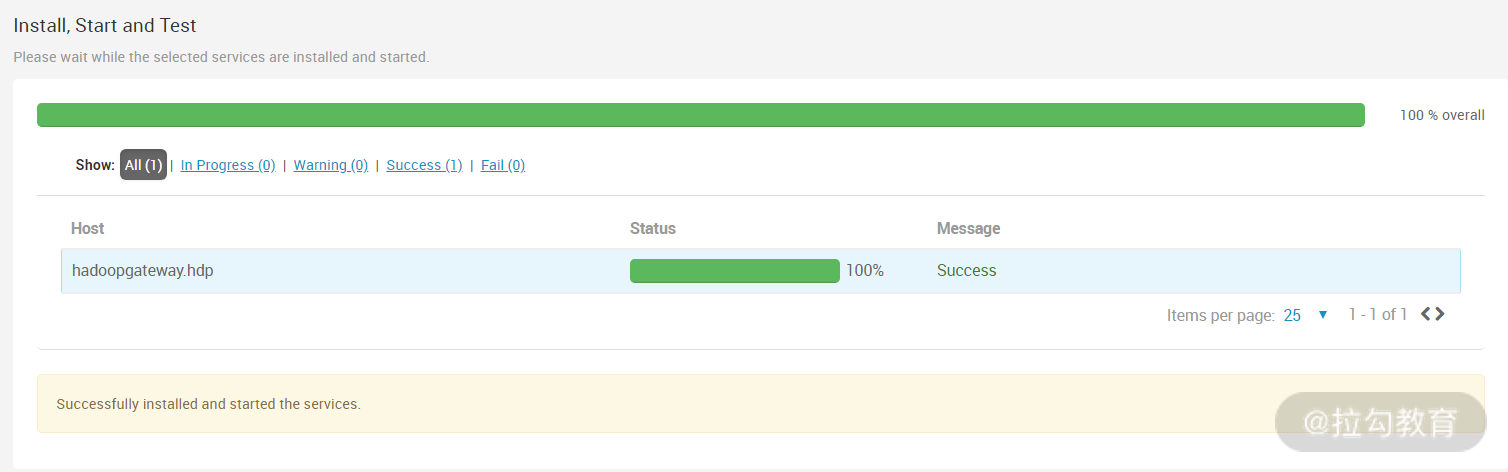 Install, Start and Test
Please wait while the selected services are installed and started.
100 % overall
Show: All (1) | In Progress (0) | Warning (0) | Success (1) | Fail (0)
Host Status Message
hadoopgateway.hdp 100% Success
Items per page: 25 1 - 1 of 1
Successfully installed and started the services.
@拉勾教育